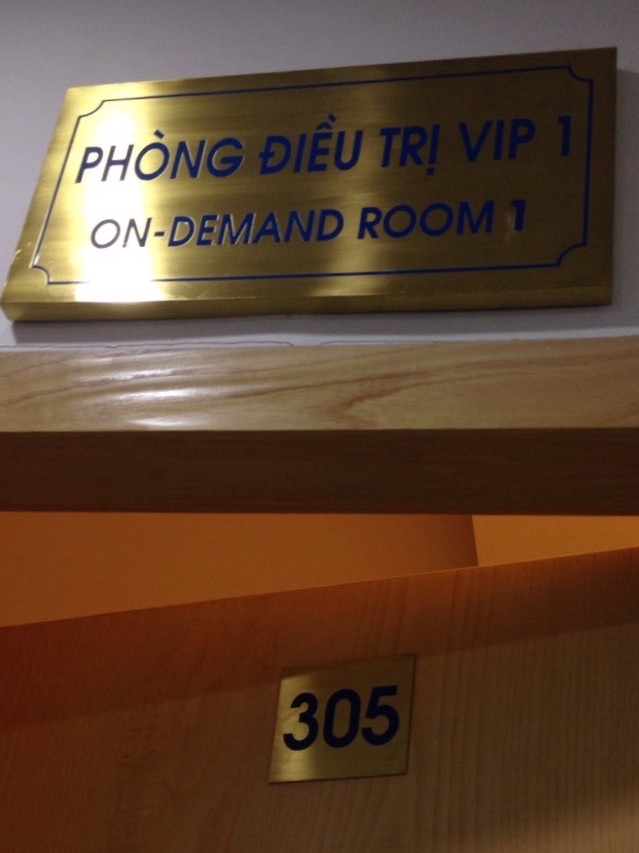 PHÒNG ĐIỀU TRỊ VIP 1
ON-DEMAND ROOM 1
305